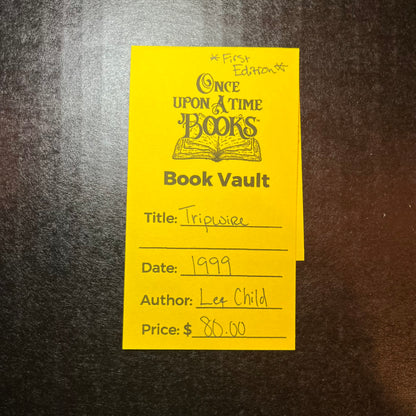 *First
Edition*
Once
Upon A Time
Books
Book Vault
Title: Tripwire
Date: 1999
Author: Lee Child
Price: $ 80.00